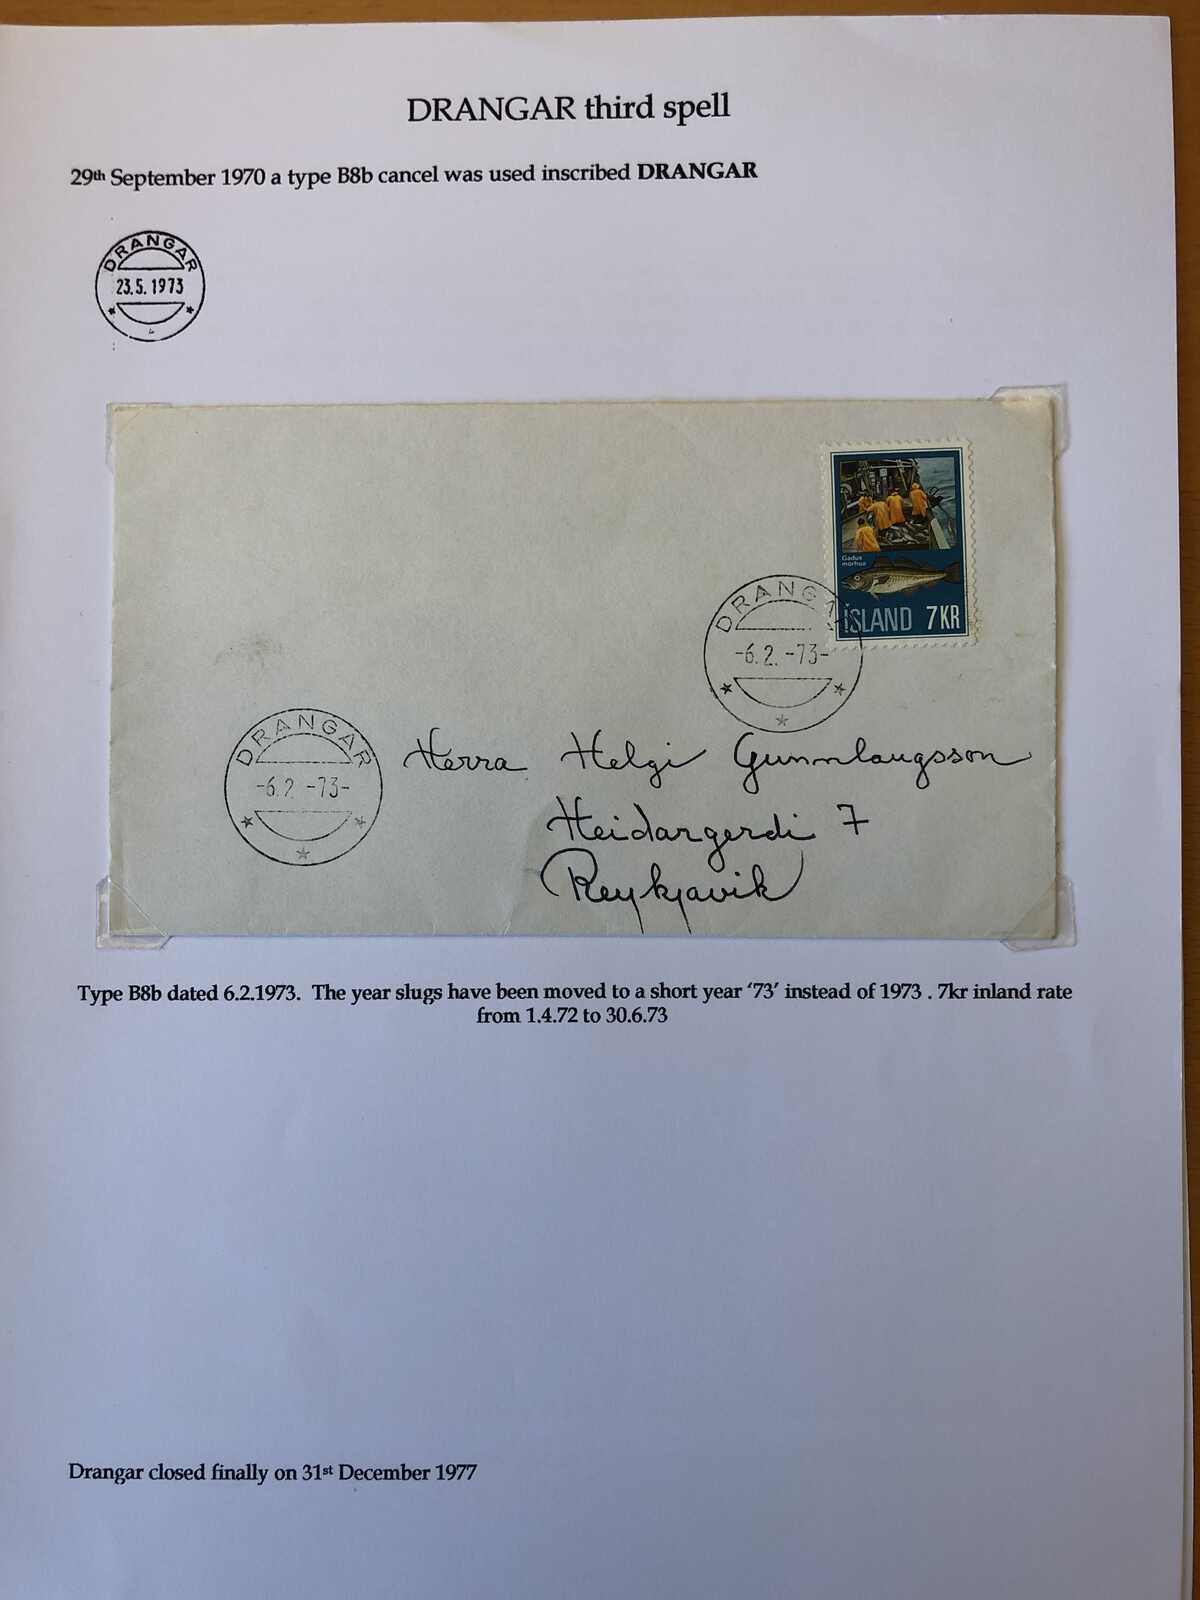 DRANGAR third spell
29th September 1970 a type B8b cancel was used inscribed DRANGAR
DRANGAR
23.5.1973
Gadus
morhua
ÍSLAND 7KR
DRANGAR
-6.2.-73-
DRANGAR
-6.2 -73-
Herra Helgi Gunnlaugsson
Heidargerdi 7
Reykjavik
Type B8b dated 6.2.1973. The year slugs have been moved to a short year ‘73’ instead of 1973 . 7kr inland rate
from 1.4.72 to 30.6.73
Drangar closed finally on 31st December 1977